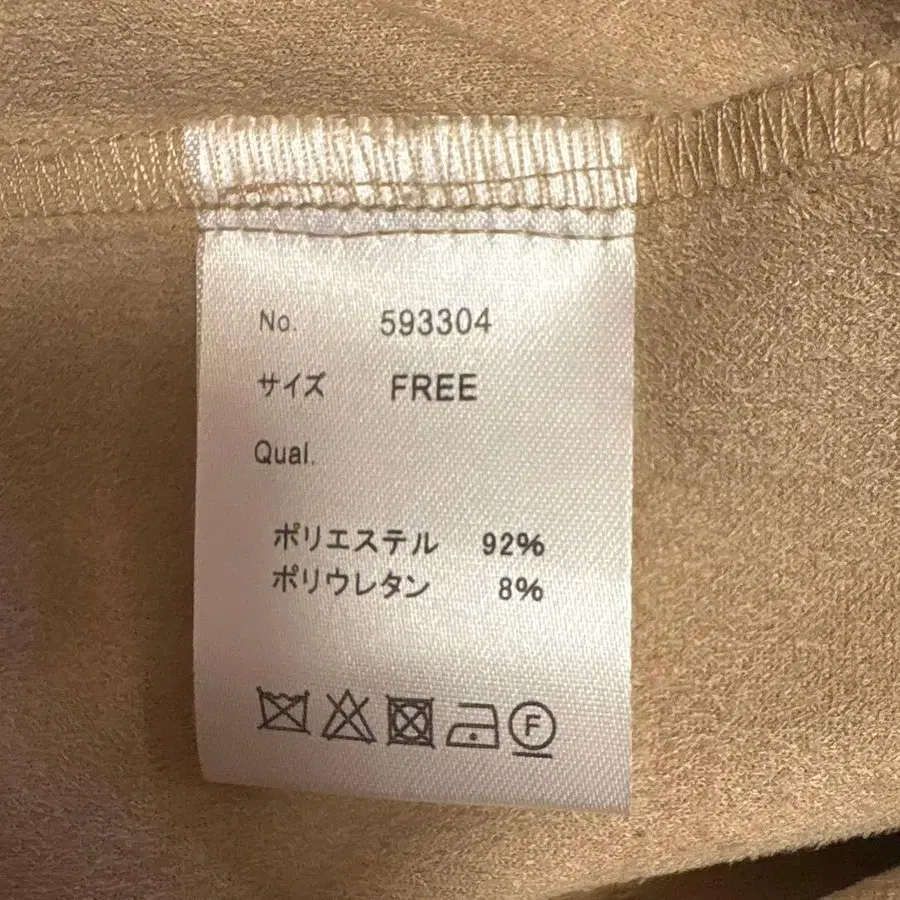 No. 593304
サイズ FREE
Qual.
ポリエステル 92%
ポリウレタン 8%
F